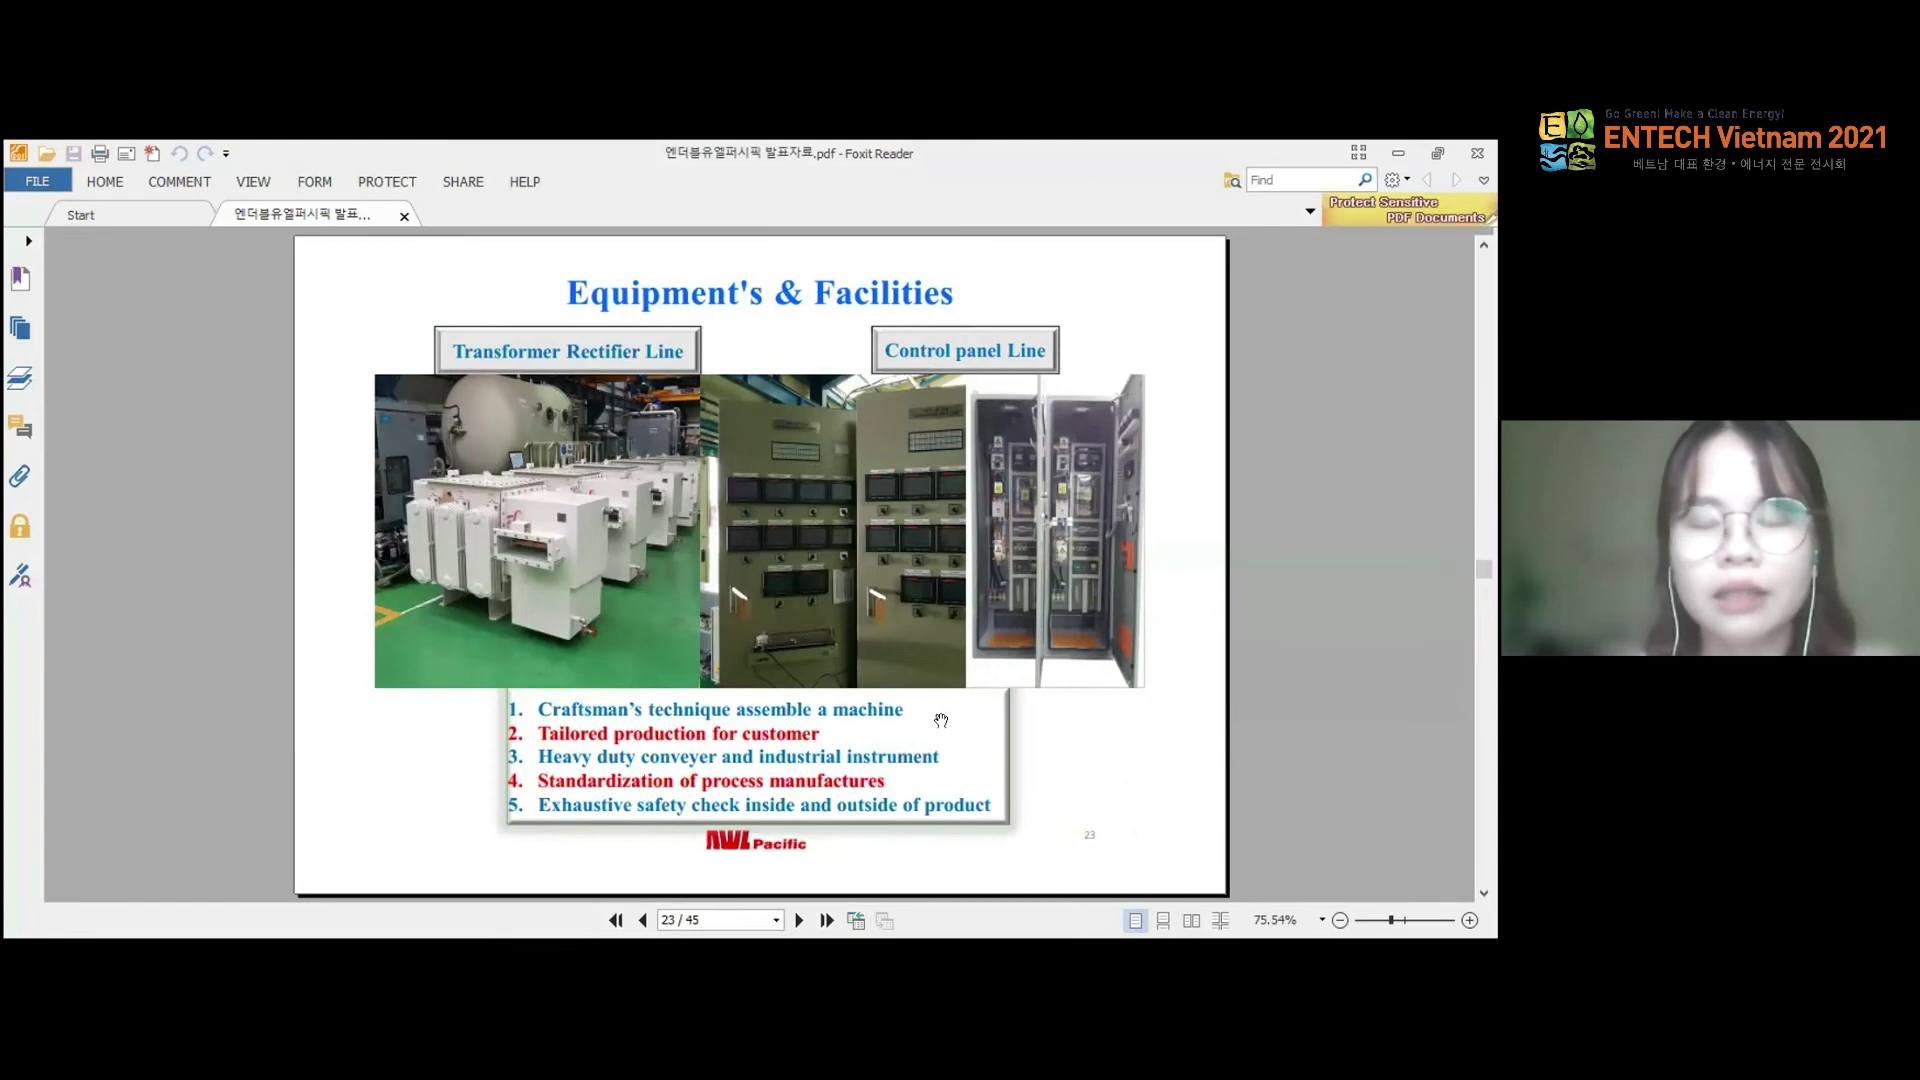 Go Green! Make a Clean Energy!
ENTECH Vietnam 2021
베트남 대표 환경 • 에너지 전문 전시회
엔더블유엘퍼시픽 발표자료.pdf - Foxit Reader
FILE HOME COMMENT VIEW FORM PROTECT SHARE HELP
Find
Start
엔더블유엘퍼시픽 발표...
Protect Sensitive
PDF Documents
Equipment's & Facilities
Transformer Rectifier Line
Control panel Line
1. Craftsman's technique assemble a machine
2. Tailored production for customer
3. Heavy duty conveyer and industrial instrument
4. Standardization of process manufactures
5. Exhaustive safety check inside and outside of product
NWL Pacific
23
23 / 45
75.54%